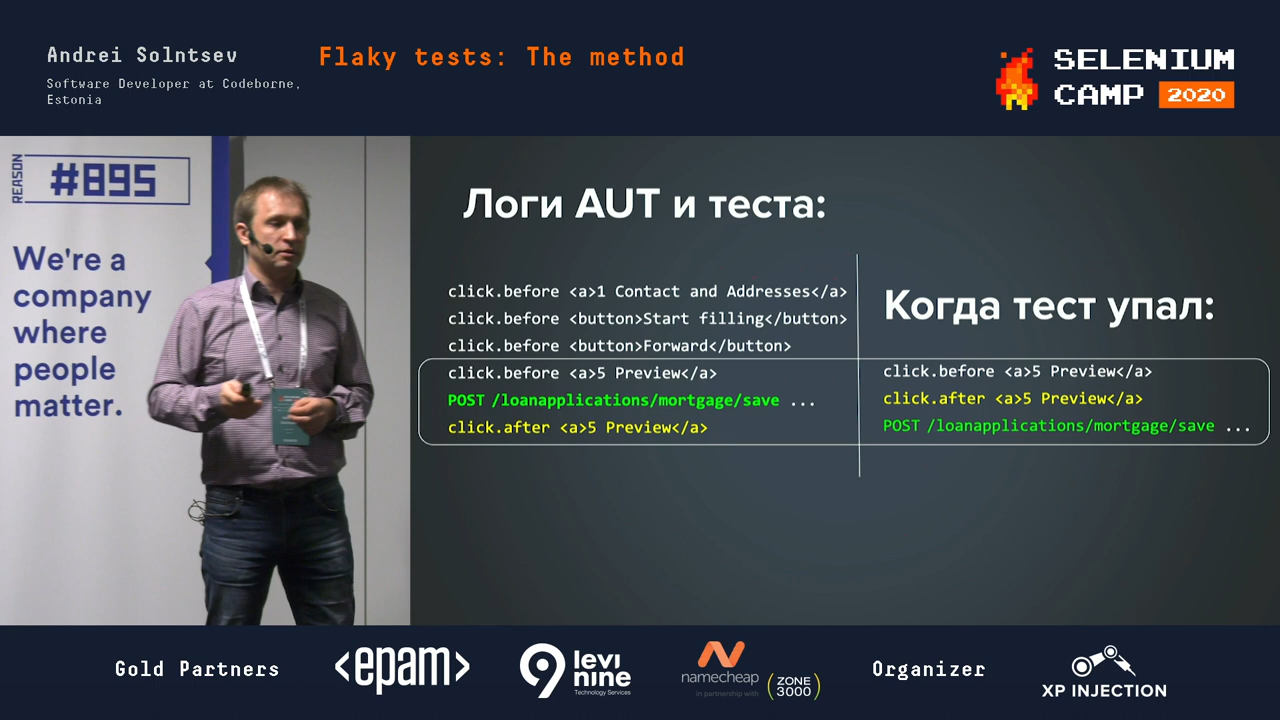 Andrei Solntsev
Software Developer at Codeborne,
Estonia
Flaky tests: The method
SELENIUM
CAMP 2020
REASON
#895
We're a
company
where
people
matter.
Логи AUT и теста:
click.before <a>1 Contact and Addresses</a>
click.before <button>Start filling</button>
click.before <button>Forward</button>
click.before <a>5 Preview</a>
POST /loanapplications/mortgage/save ...
click.after <a>5 Preview</a>
Когда тест упал:
click.before <a>5 Preview</a>
click.after <a>5 Preview</a>
POST /loanapplications/mortgage/save ...
Gold Partners
<epam>
9 levi
nine
Technology Services
namecheap
in partnership with
ZONE
3000
Organizer
XP INJECTION